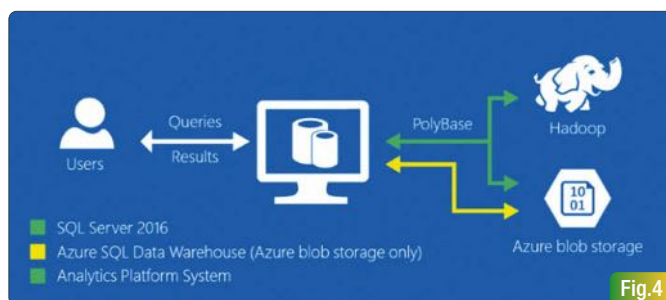 Queries
Results
Users
PolyBase
Hadoop
10
01
Azure blob storage
SQL Server 2016
Azure SQL Data Warehouse (Azure blob storage only)
Analytics Platform System
Fig.4